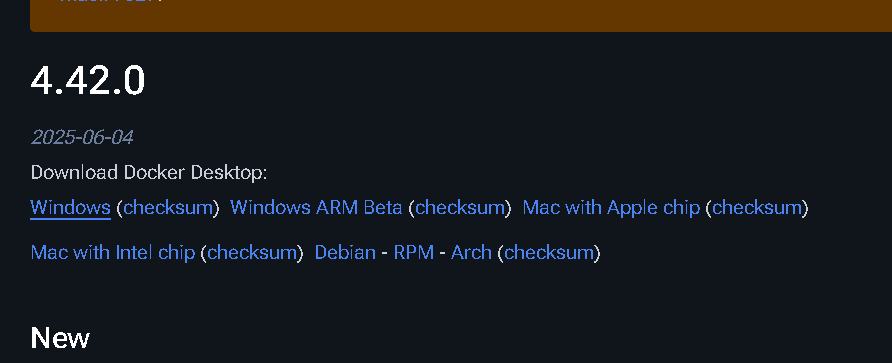 4.42.0
2025-06-04
Download Docker Desktop:
Windows (checksum) Windows ARM Beta (checksum) Mac with Apple chip (checksum)
Mac with Intel chip (checksum) Debian - RPM - Arch (checksum)
New